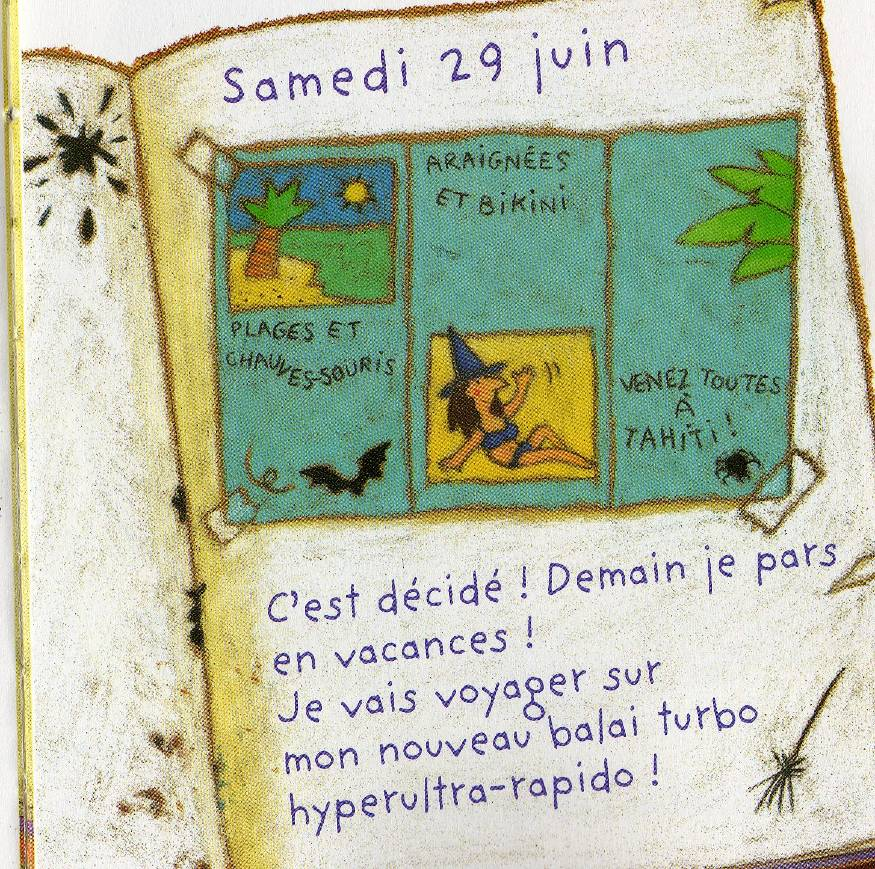 Samedi 29 juin
PLAGES ET
CHAUVES-SOURIS
ARAIGNÉES
ET BIKINI
VENEZ TOUTES
À
TAHITI !
C'est décidé ! Demain je pars
en vacances !
Je vais voyager sur
mon nouveau balai turbo
hyperultra-rapido !